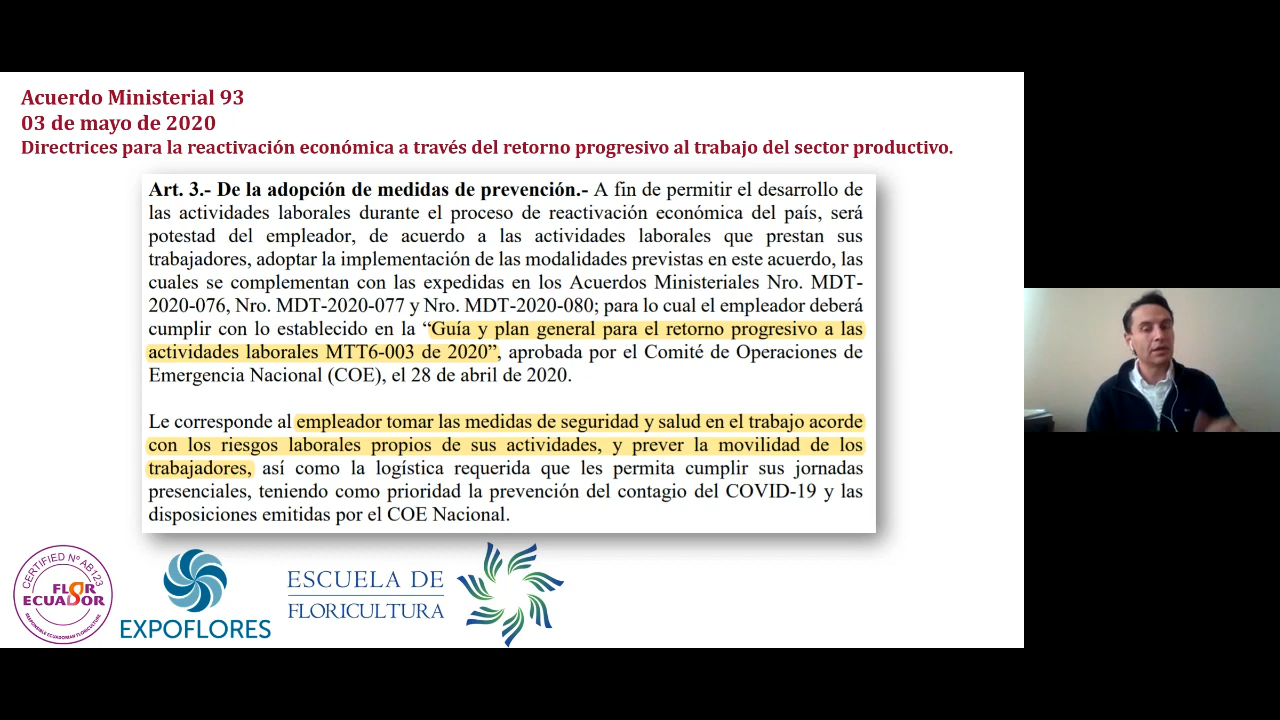 Acuerdo Ministerial 93
03 de mayo de 2020
Directrices para la reactivación económica a través del retorno progresivo al trabajo del sector productivo.
Art. 3.- De la adopción de medidas de prevención.- A fin de permitir el desarrollo de
las actividades laborales durante el proceso de reactivación económica del país, será
potestad del empleador, de acuerdo a las actividades laborales que prestan sus
trabajadores, adoptar la implementación de las modalidades previstas en este acuerdo, las
cuales se complementan con las expedidas en los Acuerdos Ministeriales Nro. MDT-
2020-076, Nro. MDT-2020-077 y Nro. MDT-2020-080; para lo cual el empleador deberá
cumplir con lo establecido en la “Guía y plan general para el retorno progresivo a las
actividades laborales MTT6-003 de 2020”, aprobada por el Comité de Operaciones de
Emergencia Nacional (COE), el 28 de abril de 2020.
Le corresponde al empleador tomar las medidas de seguridad y salud en el trabajo acorde
con los riesgos laborales propios de sus actividades, y prever la movilidad de los
trabajadores, así como la logística requerida que les permita cumplir sus jornadas
presenciales, teniendo como prioridad la prevención del contagio del COVID-19 y las
disposiciones emitidas por el COE Nacional.
CERTIFIED Nº AB123
FLOR
ECUADOR
RESPONSIBLE ECUADORIAN FLORICULTURE
EXPOFLORES
ESCUELA DE
FLORICULTURA